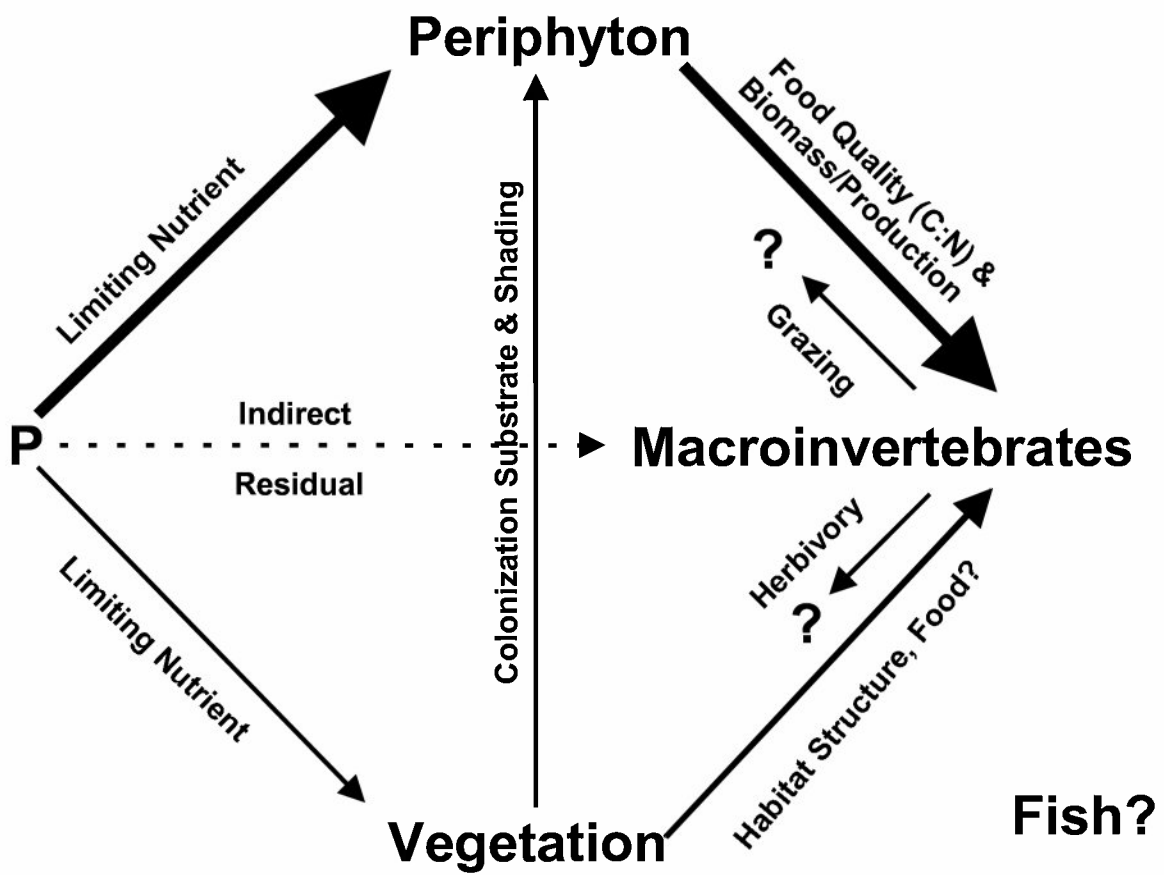 Periphyton
Food Quality (C:N) &
Biomass/Production
Limiting Nutrient
Colonization Substrate & Shading
?
Grazing
P
Indirect
Residual
Macroinvertebrates
Herbivory
?
Limiting Nutrient
Habitat Structure, Food?
Vegetation
Fish?